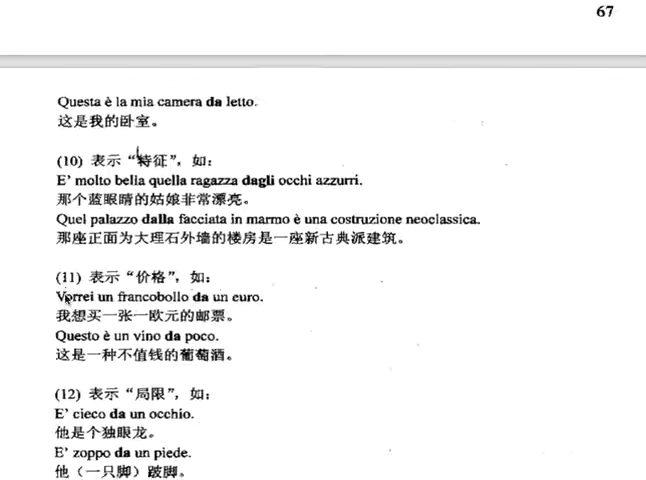 67
Questa è la mia camera da letto.
这是我的卧室。
(10) 表示“特征”，如：
E’ molto bella quella ragazza dagli occhi azzurri.
那个蓝眼睛的姑娘非常漂亮。
Quel palazzo dalla facciata in marmo è una costruzione neoclassica.
那座正面为大理石外墙的楼房是一座新古典派建筑。
(11) 表示“价格”，如：
Vorrei un francobollo da un euro.
我想买一张一欧元的邮票。
Questo è un vino da poco.
这是一种不值钱的葡萄酒。
(12) 表示“局限”，如：
E’ cieco da un occhio.
他是个独眼龙。
E’ zoppo da un piede.
他（一只脚）跛脚。